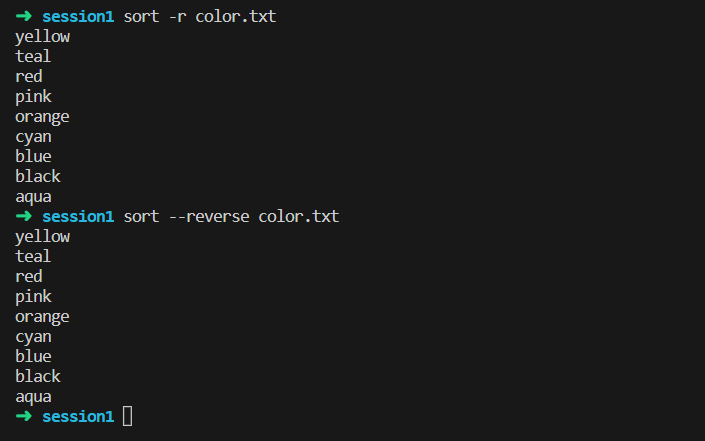 ➜ session1 sort -r color.txt
yellow
teal
red
pink
orange
cyan
blue
black
aqua
➜ session1 sort --reverse color.txt
yellow
teal
red
pink
orange
cyan
blue
black
aqua
➜ session1